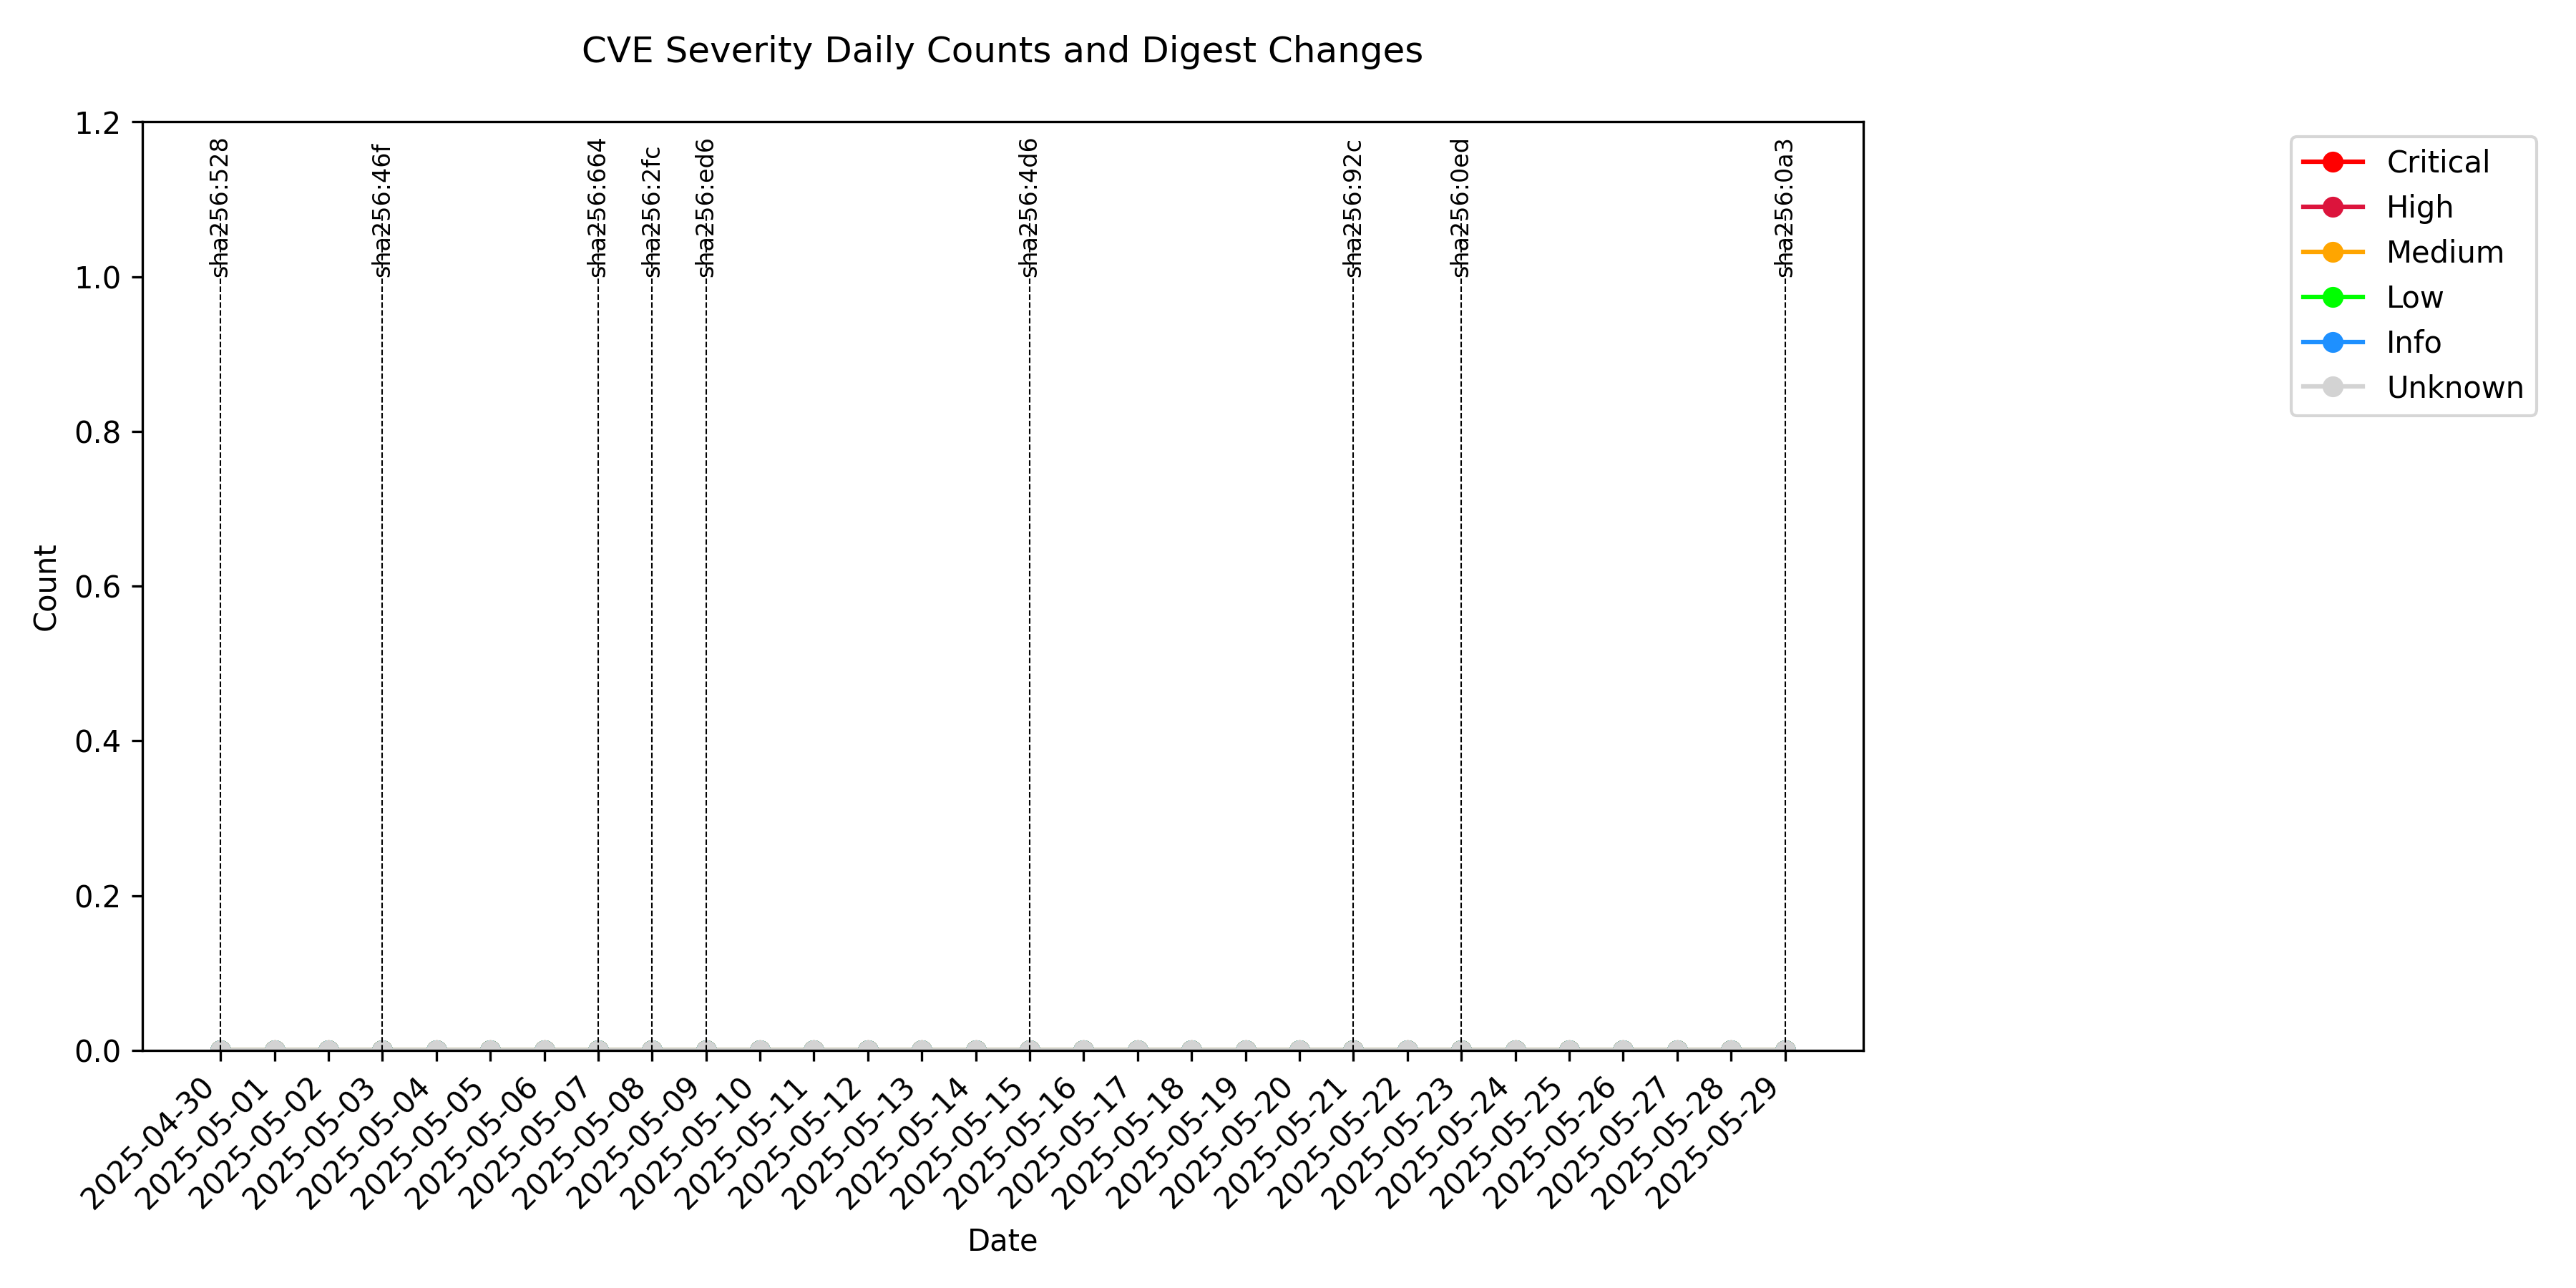 CVE Severity Daily Counts and Digest Changes
1.2
1.0
0.8
0.6
0.4
0.2
0.0
Count
sha256:528
sha256:46f
sha256:664
sha256:2fc
sha256:ed6
sha256:4d6
sha256:92c
sha256:0ed
sha256:0a3
Critical
High
Medium
Low
Info
Unknown
2025-04-30
2025-05-01
2025-05-02
2025-05-03
2025-05-04
2025-05-05
2025-05-06
2025-05-07
2025-05-08
2025-05-09
2025-05-10
2025-05-11
2025-05-12
2025-05-13
2025-05-14
2025-05-15
2025-05-16
2025-05-17
2025-05-18
2025-05-19
2025-05-20
2025-05-21
2025-05-22
2025-05-23
2025-05-24
2025-05-25
2025-05-26
2025-05-27
2025-05-28
2025-05-29
Date